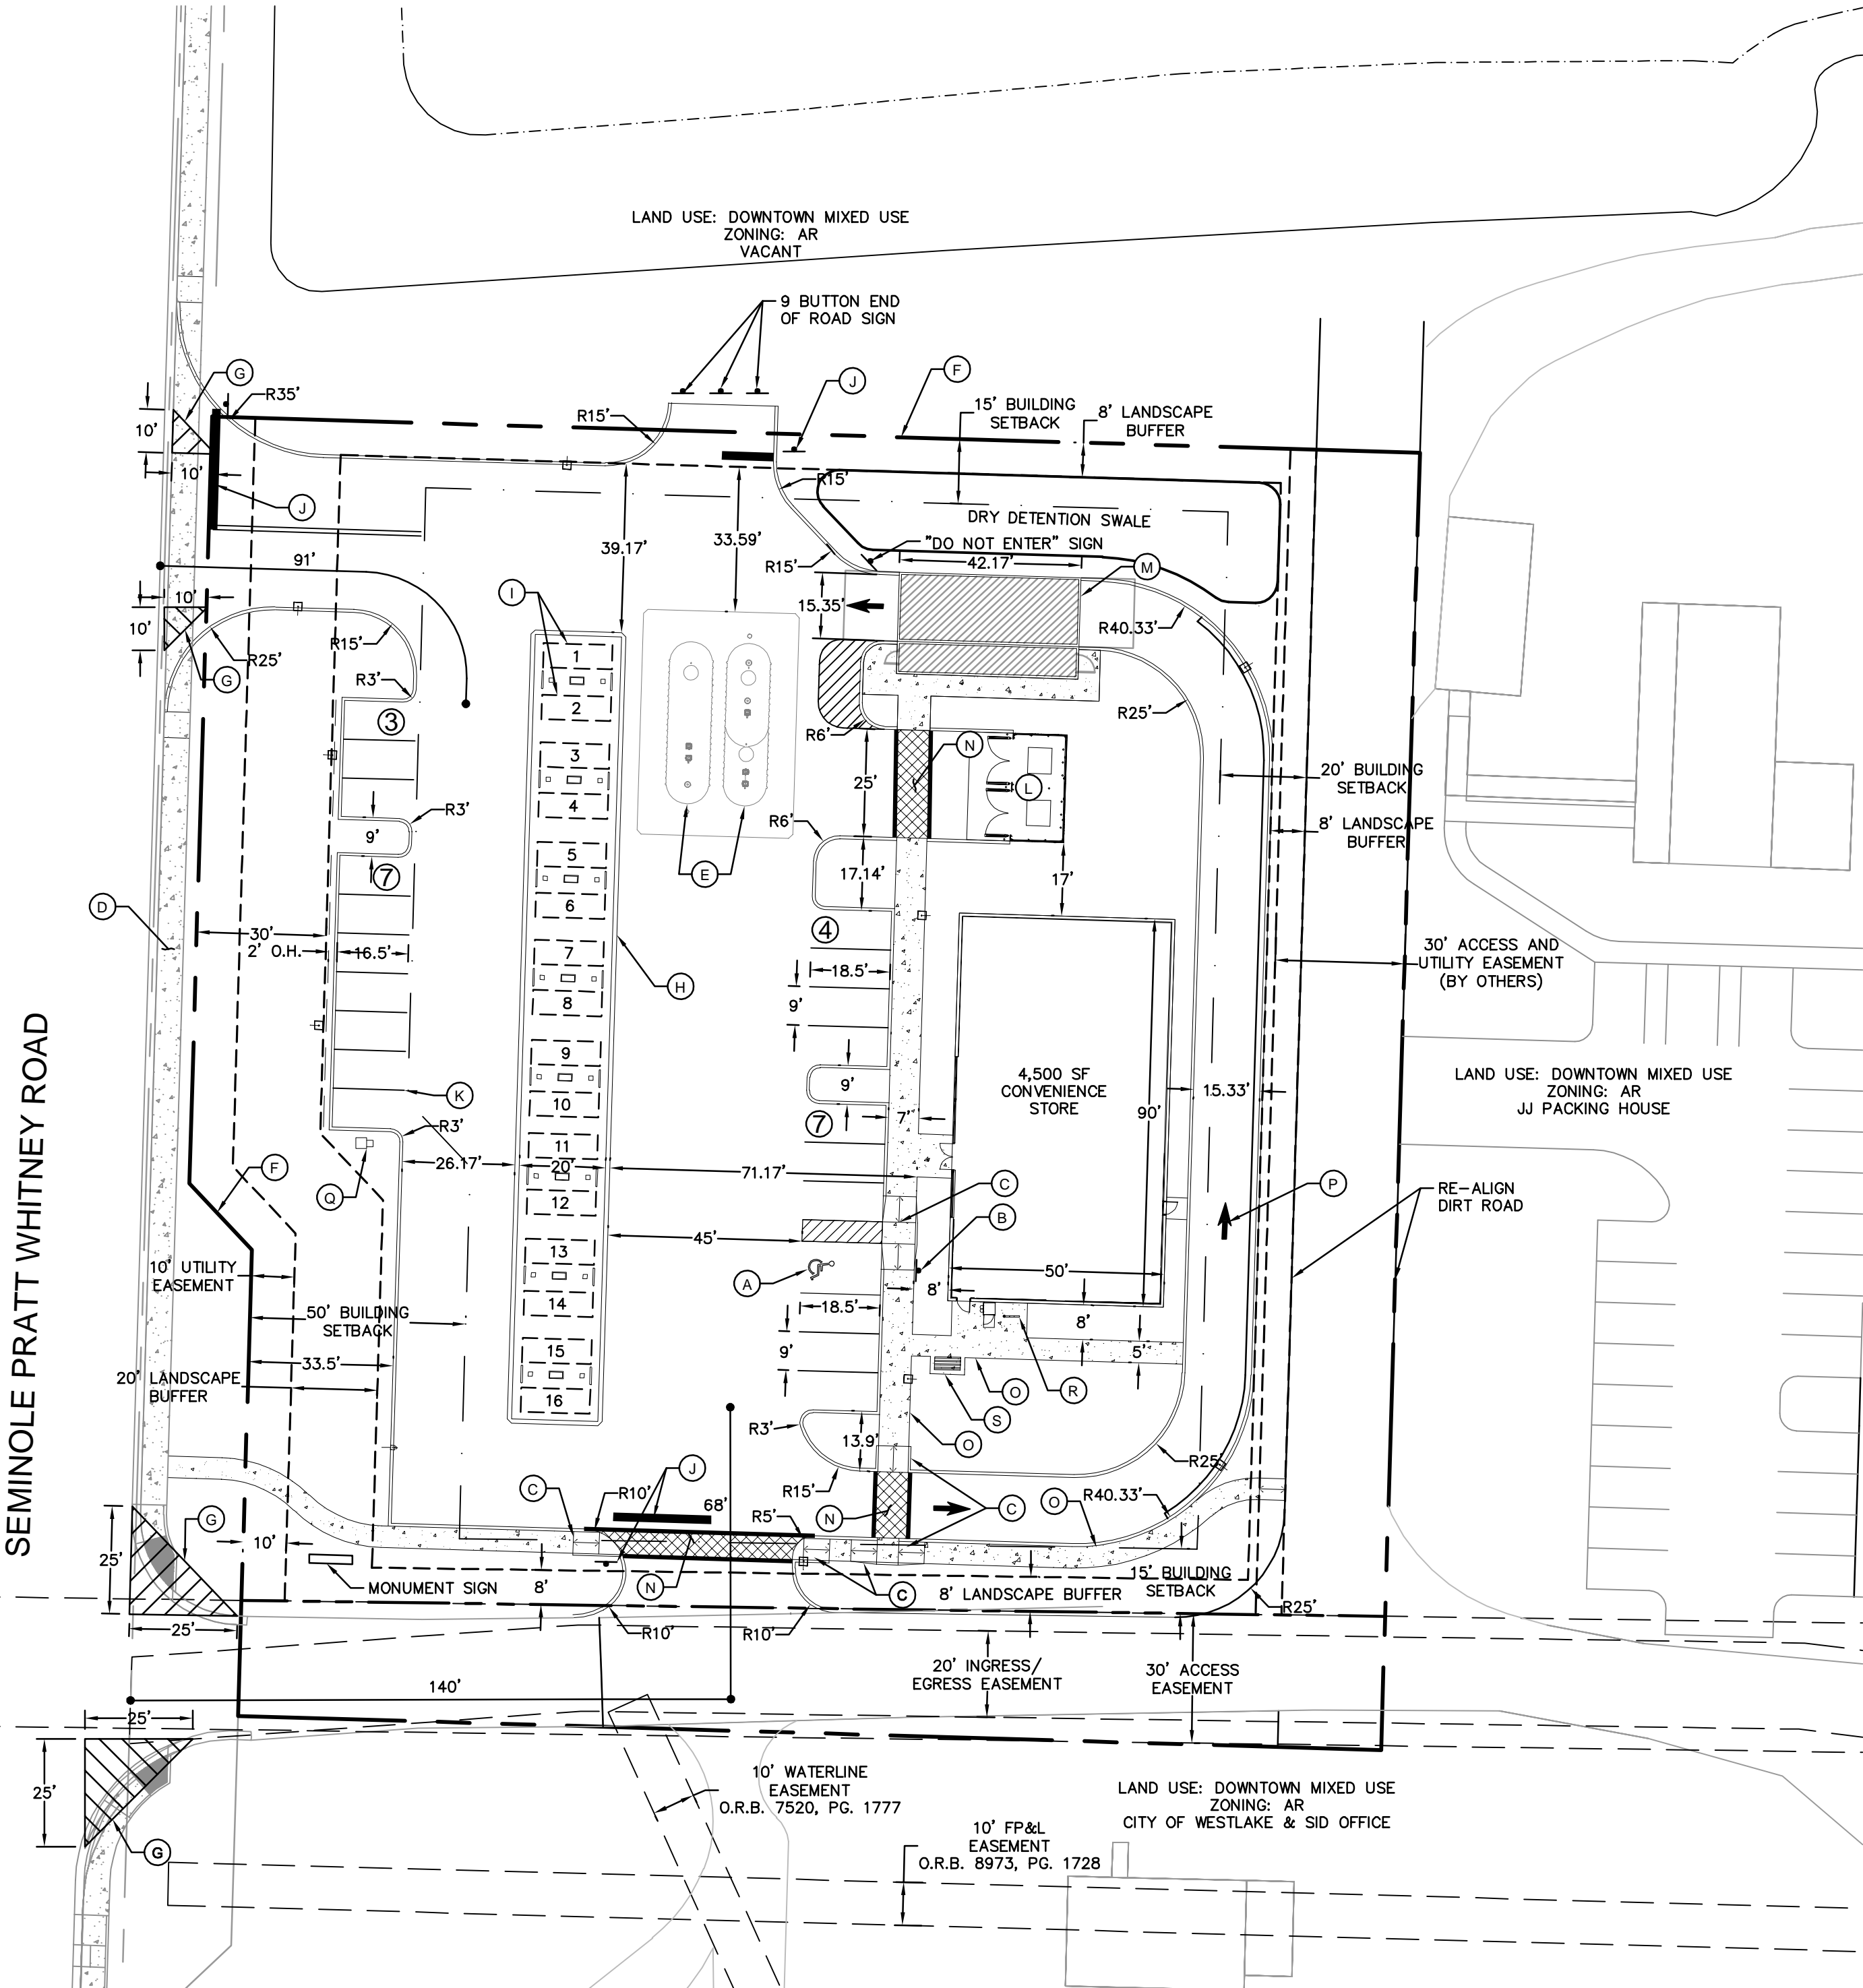 LAND USE: DOWNTOWN MIXED USE
ZONING: AR
VACANT
9 BUTTON END
OF ROAD SIGN
G
R35'
J
F
R15'
15' BUILDING
SETBACK
8' LANDSCAPE
BUFFER
10'
10'
J
R15'
DRY DETENTION SWALE
39.17'
33.59'
"DO NOT ENTER" SIGN
42.17'
M
R15'
91'
I
10'
10'
15.35'
R40.33'
R15'
R25'
G
R3'
3
1
2
R25'
R6'
N
3
4
25'
L
20' BUILDING
SETBACK
R3'
9'
R6'
8' LANDSCAPE
BUFFER
5
6
E
17.14'
17'
7
D
30'
2' O.H.
16.5'
4
7
8
H
18.5'
9'
30' ACCESS AND
UTILITY EASEMENT
(BY OTHERS)
SEMINOLE PRATT WHITNEY ROAD
9
10
4,500 SF
CONVENIENCE
STORE
9'
90'
15.33'
LAND USE: DOWNTOWN MIXED USE
ZONING: AR
JJ PACKING HOUSE
K
R3'
7
7'
11
12
26.17'
20'
71.17'
F
Q
C
B
P
RE-ALIGN
DIRT ROAD
45'
13
14
10' UTILITY
EASEMENT
A
50'
8'
18.5'
50' BUILDING
SETBACK
8'
5'
9'
33.5'
15
16
20' LANDSCAPE
BUFFER
O
R
S
R3'
13.9'
O
R25'
J
C
R10'
68'
R15'
R5'
N
C
O
R40.33'
G
25'
10'
MONUMENT SIGN
8'
N
C
8' LANDSCAPE BUFFER
15' BUILDING
SETBACK
R25'
25'
R10'
R10'
20' INGRESS/
EGRESS EASEMENT
30' ACCESS
EASEMENT
140'
25'
25'
G
10' WATERLINE
EASEMENT
O.R.B. 7520, PG. 1777
LAND USE: DOWNTOWN MIXED USE
ZONING: AR
CITY OF WESTLAKE & SID OFFICE
10' FP&L
EASEMENT
O.R.B. 8973, PG. 1728